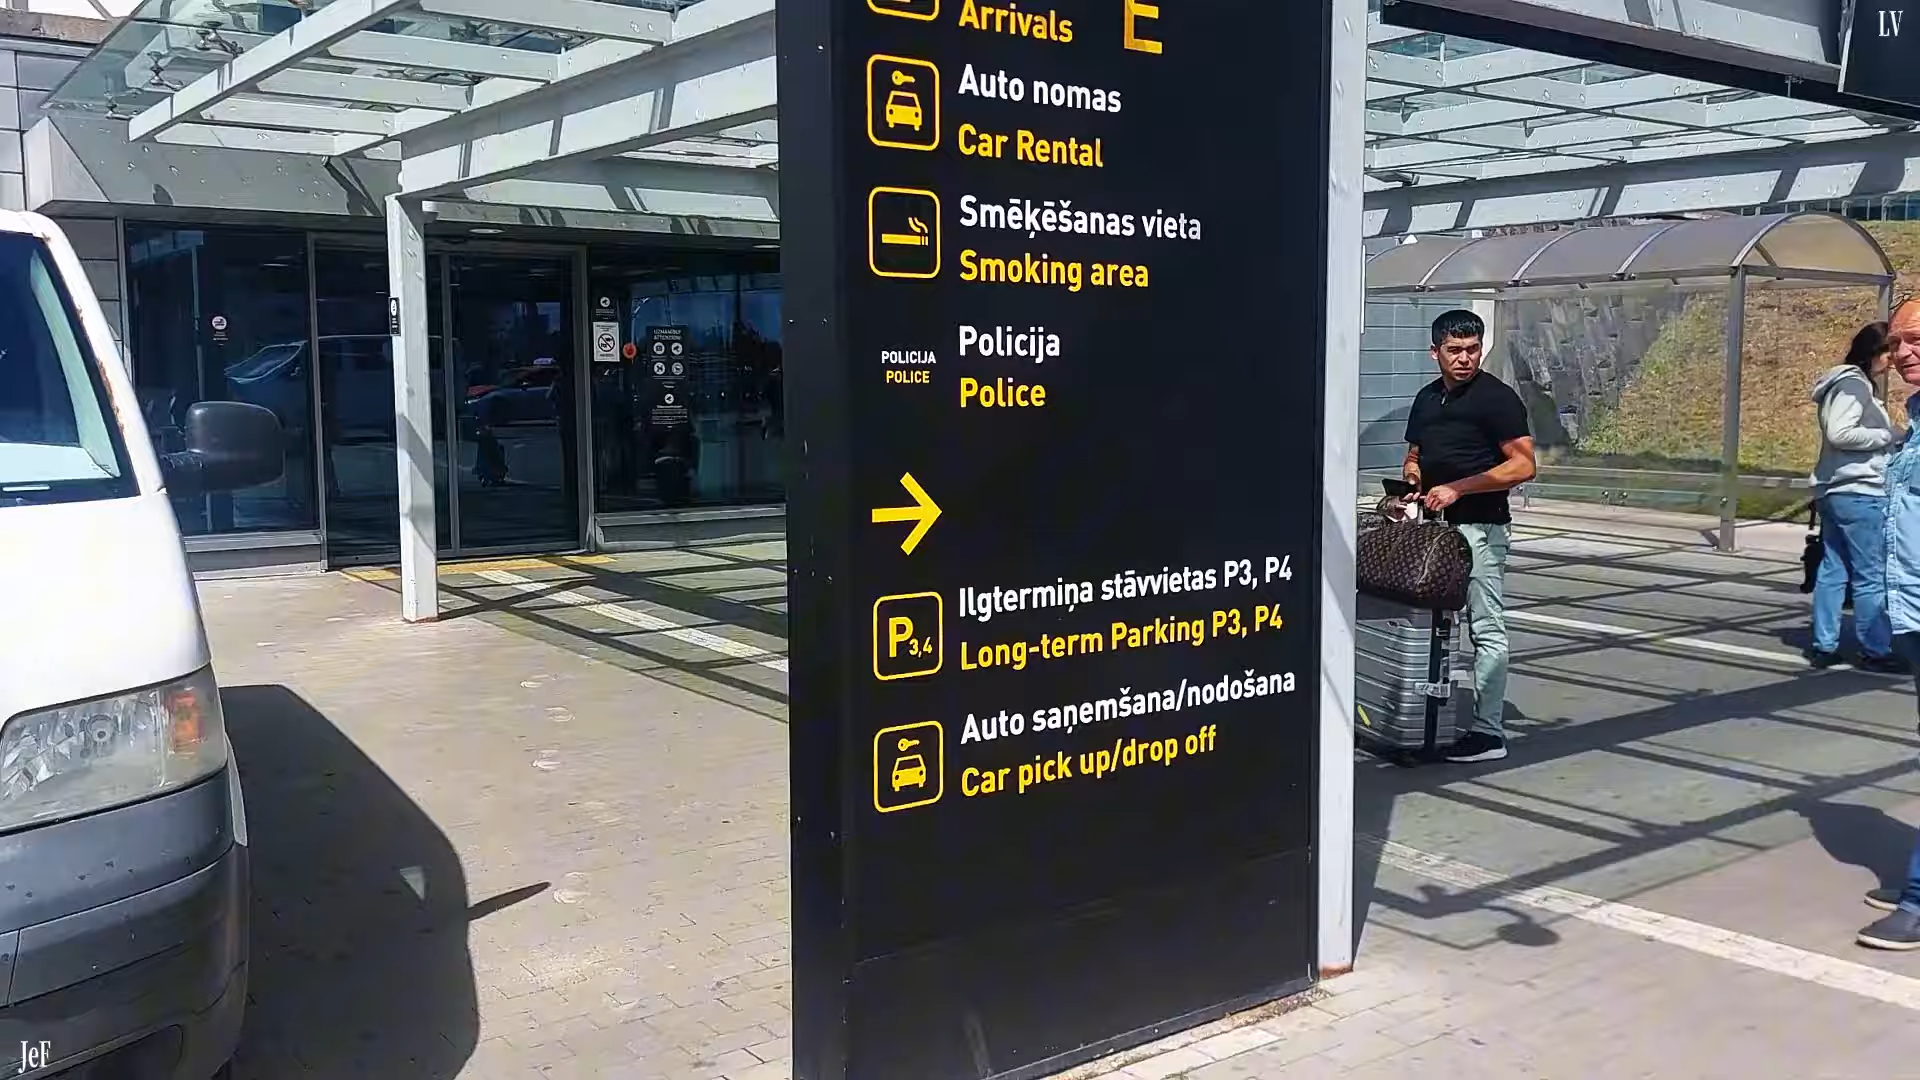 LV
Arrivals E
Auto nomas
Car Rental
Smēķēšanas vieta
Smoking area
POLICIJA
POLICE
Policija
Police
P3,4
Ilgtermiņa stāvvietas P3, P4
Long-term Parking P3, P4
Auto saņemšana/nodošana
Car pick up/drop off
JeF